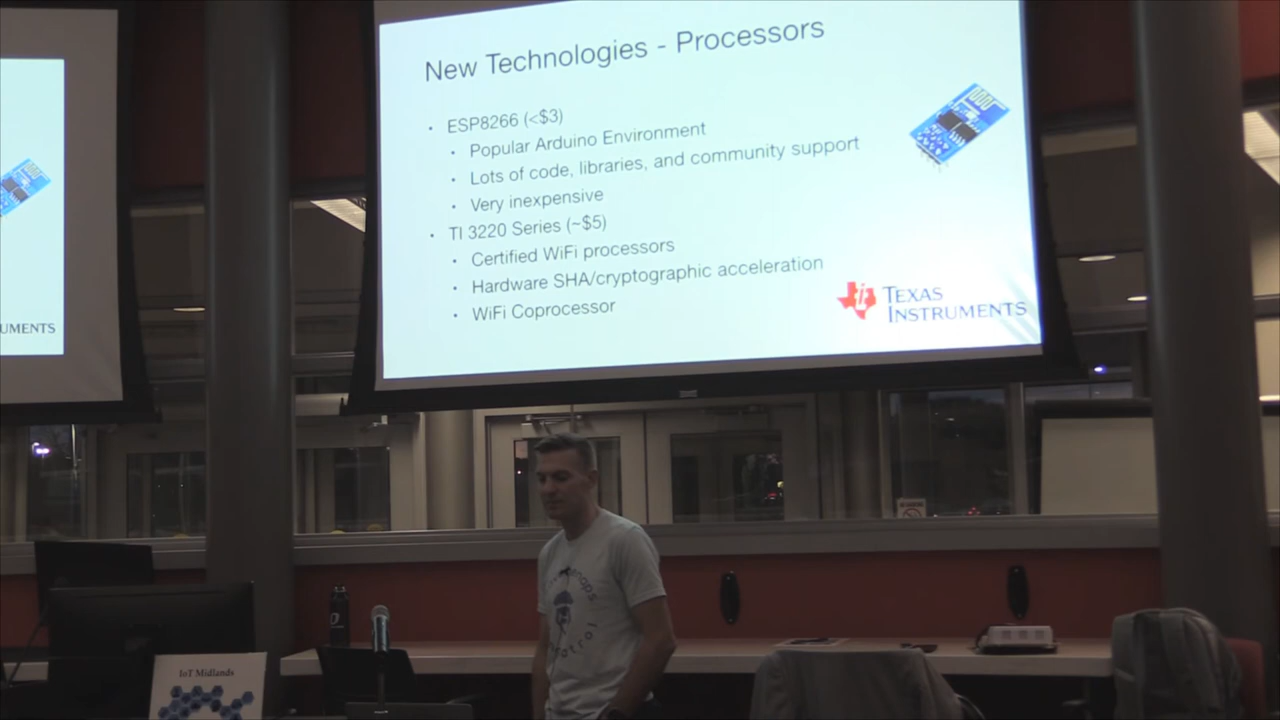 New Technologies - Processors
• ESP8266 (<$3)
• Popular Arduino Environment
• Lots of code, libraries, and community support
• Very inexpensive
• TI 3220 Series (~$5)
• Certified WiFi processors
• Hardware SHA/cryptographic acceleration
• WiFi Coprocessor
TEXAS
INSTRUMENTS
UMENTS
IoT Midlands